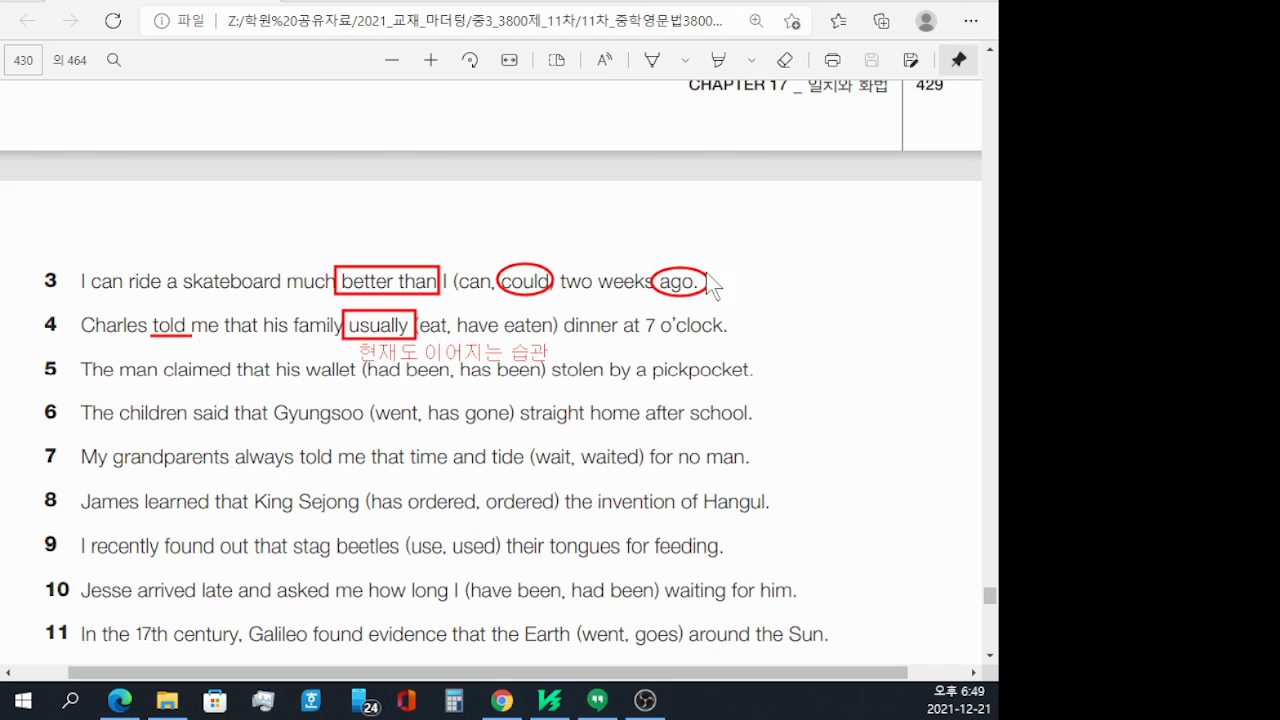 파일 Z:/학원%20공유자료/2021_교재_마더텅/중3_3800제_11차/11차_중학영문법3800...
430 의 464
CHAPTER 17 _ 일치와 화법 429
3 I can ride a skateboard much better than I (can, could) two weeks ago.
4 Charles told me that his family usually (eat, have eaten) dinner at 7 o'clock.
현재도 이어지는 습관
5 The man claimed that his wallet (had been, has been) stolen by a pickpocket.
6 The children said that Gyungsoo (went, has gone) straight home after school.
7 My grandparents always told me that time and tide (wait, waited) for no man.
8 James learned that King Sejong (has ordered, ordered) the invention of Hangul.
9 I recently found out that stag beetles (use, used) their tongues for feeding.
10 Jesse arrived late and asked me how long I (have been, had been) waiting for him.
11 In the 17th century, Galileo found evidence that the Earth (went, goes) around the Sun.
24
오후 6:49
2021-12-21